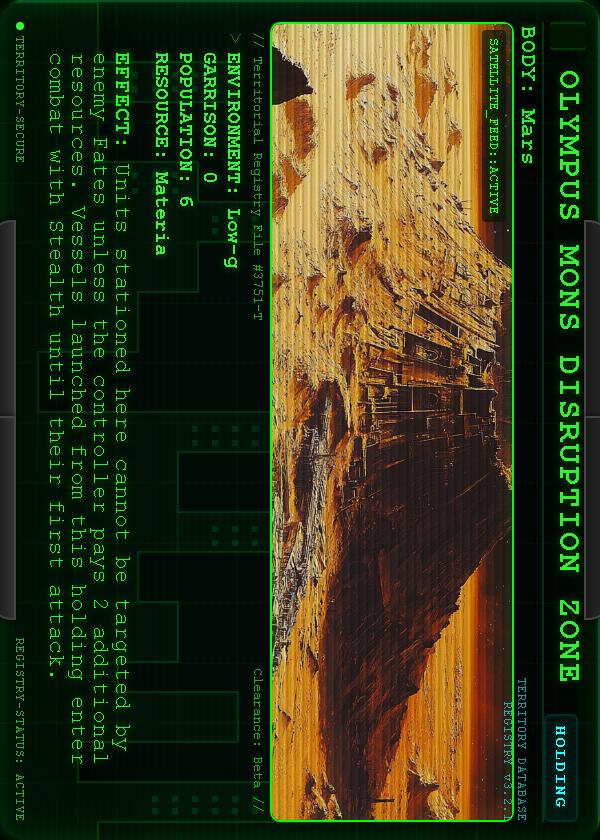 OLYMPUS MONS DISRUPTION ZONE
HOLDING
BODY: Mars
TERRITORY DATABASE
REGISTRY v3.2.1
SATELLITE_FEED::ACTIVE
// Territorial Registry File #3751-T
Clearance: Beta //
> ENVIRONMENT: Low-g
GARRISON: 0
POPULATION: 6
RESOURCE: Materia
EFFECT: Units stationed here cannot be targeted by
enemy Fates unless the controller pays 2 additional
resources. Vessels launched from this holding enter
combat with Stealth until their first attack.
● TERRITORY-SECURE
REGISTRY-STATUS: ACTIVE